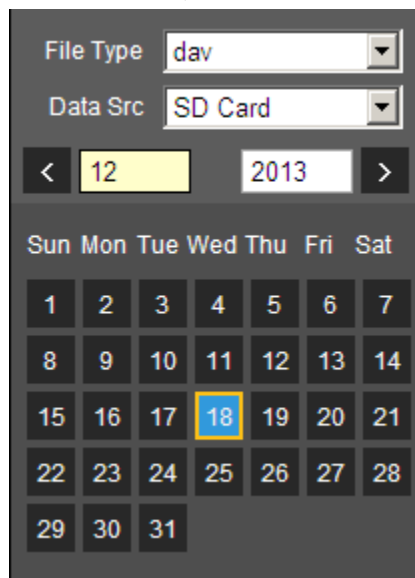 File Type dav
Data Src SD Card
< 12 2013 >
Sun Mon Tue Wed Thu Fri Sat
1 2 3 4 5 6 7
8 9 10 11 12 13 14
15 16 17 18 19 20 21
22 23 24 25 26 27 28
29 30 31